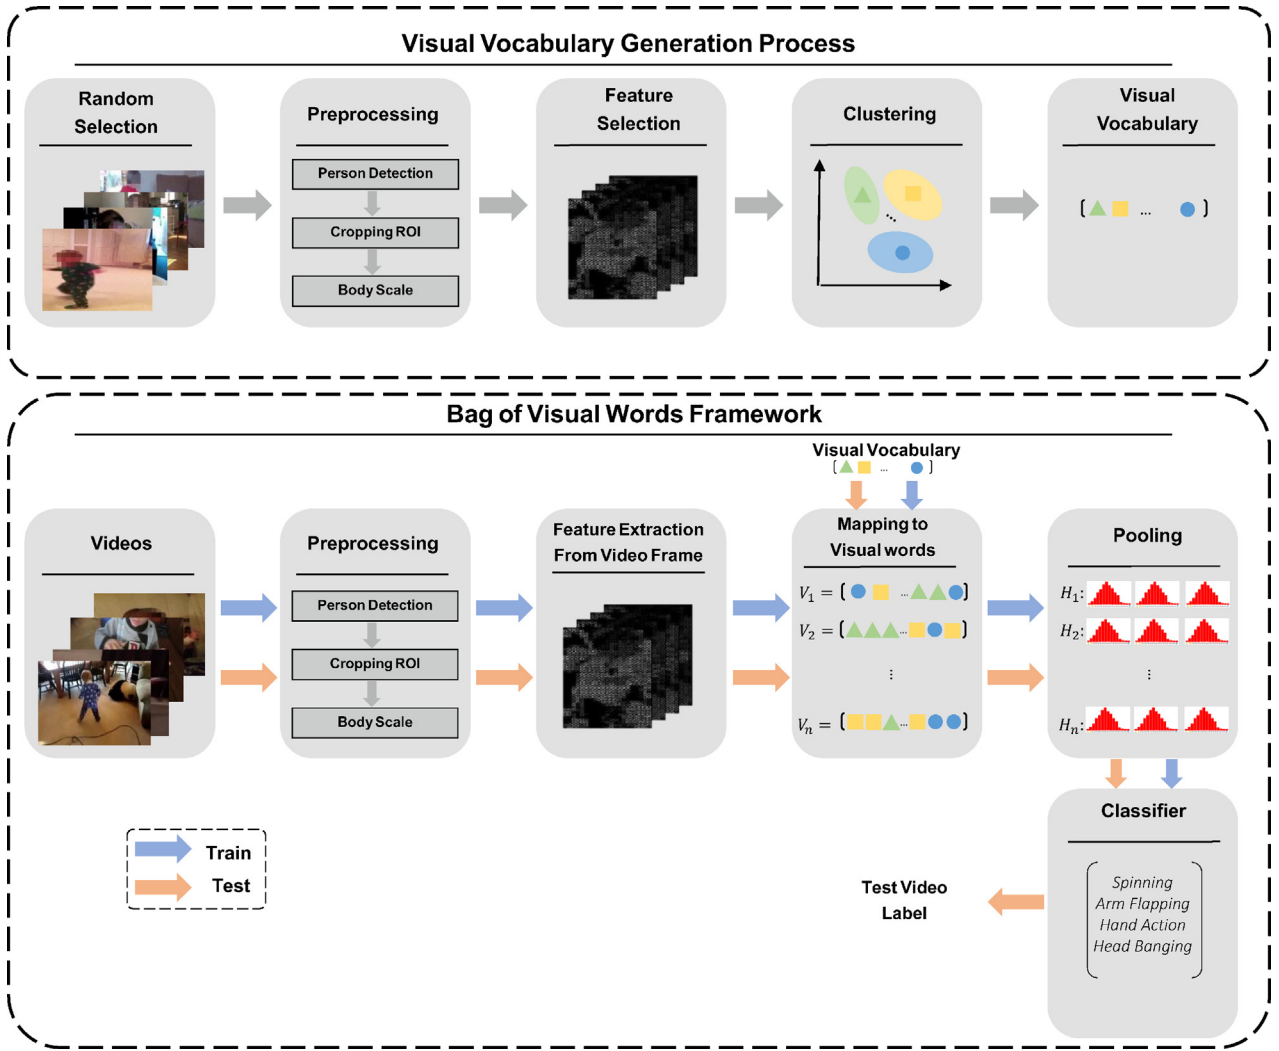 Visual Vocabulary Generation Process
Random
Selection
Preprocessing
Person Detection
Cropping ROI
Body Scale
Feature
Selection
Clustering
...
Visual
Vocabulary
{ ... }
Bag of Visual Words Framework
Visual Vocabulary
{ ... }
Videos
Preprocessing
Person Detection
Cropping ROI
Body Scale
Feature Extraction
From Video Frame
Mapping to
Visual words
V₁ = { ... }
V₂ = { ... }
⋮
Vₙ = { ... }
Pooling
H₁:
H₂:
⋮
Hₙ:
Classifier
Spinning
Arm Flapping
Hand Action
Head Banging
Test Video
Label
Train
Test